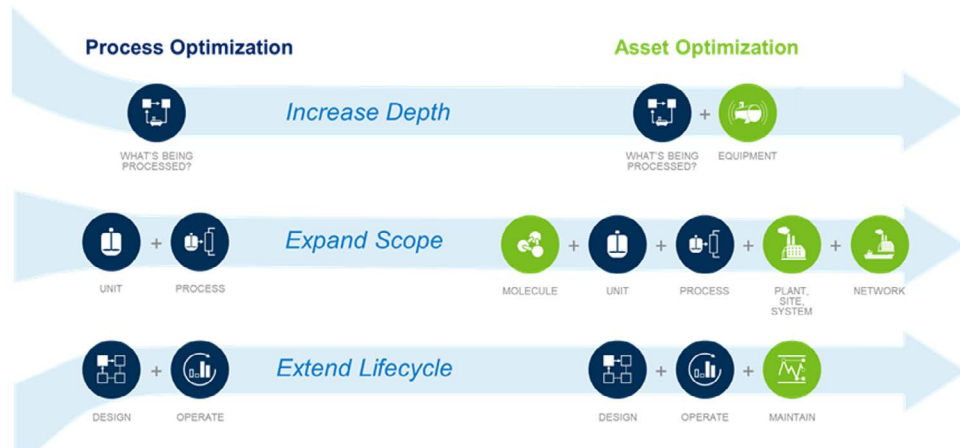 Process Optimization
Asset Optimization
Increase Depth
+
WHAT'S BEING
PROCESSED?
WHAT'S BEING
PROCESSED?
EQUIPMENT
Expand Scope
+
+
+
+
+
UNIT
PROCESS
MOLECULE
UNIT
PROCESS
PLANT,
SITE,
SYSTEM
NETWORK
Extend Lifecycle
+
+
+
DESIGN
OPERATE
DESIGN
OPERATE
MAINTAIN